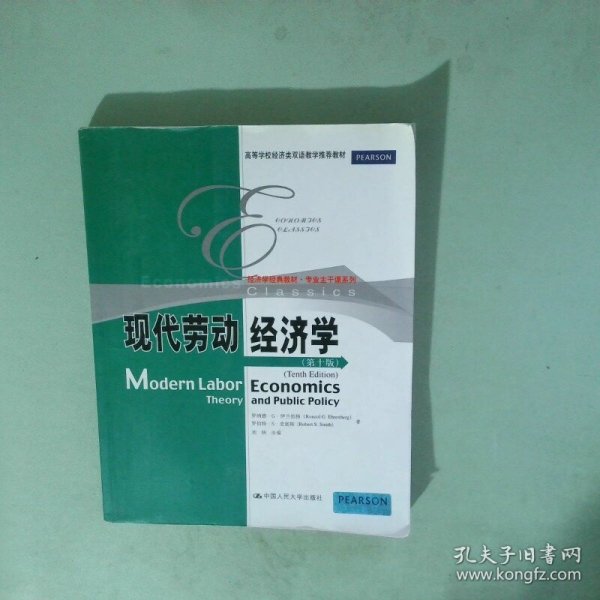 高等学校经济类双语教学推荐教材
PEARSON
E
ECONOMICS
CLASSICS
Economics
经济学经典教材·专业主干课系列
Classics
现代劳动经济学
(第十版)
(Tenth Edition)
Modern Labor Economics
Theory and Public Policy
罗纳德·G·伊兰伯格 (Ronald G. Ehrenberg)
罗伯特·S·史密斯 (Robert S. Smith)
著
中国人民大学出版社
PEARSON
孔夫子旧书网
www.kongfz.com